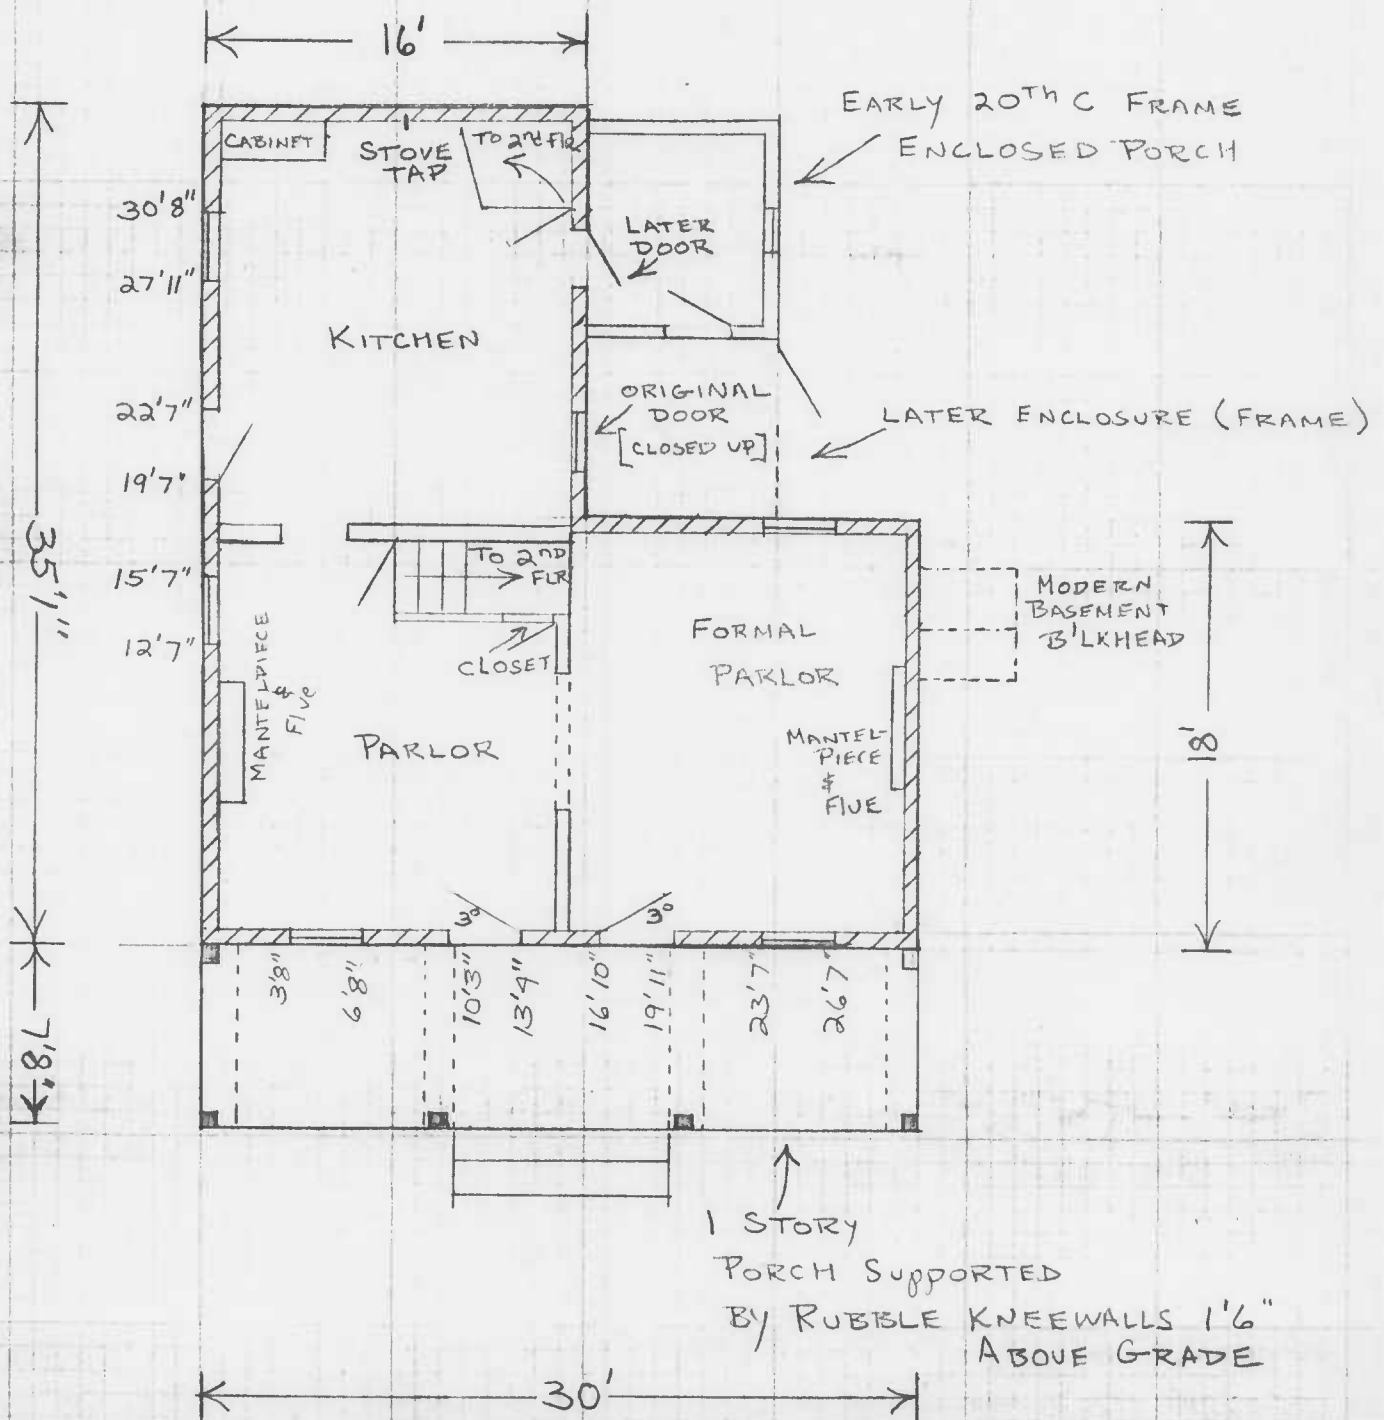 16'
EARLY 20Th C FRAME
ENCLOSED PORCH
CABINET
STOVE
TAP
TO 2nd Flr
30'8"
27'11"
LATER
DOOR
KITCHEN
22'7"
19'7"
ORIGINAL
DOOR
[CLOSED UP]
LATER ENCLOSURE (FRAME)
35'1"
15'7"
12'7"
TO 2ND
FLR
CLOSET
MANTELPIECE
&
Flue
PARLOR
FORMAL
PARLOR
MODERN
BASEMENT
B'LKHEAD
MANTEL-
PIECE
&
FLUE
18'
3°
3°
3'8"
6'8"
10'3"
13'4"
16'10"
19'11"
23'7"
26'7"
7'8"
1 STORY
PORCH SUppORTED
BY RUBBLE KNEEWALLS 1'6"
ABOVE GRADE
30'